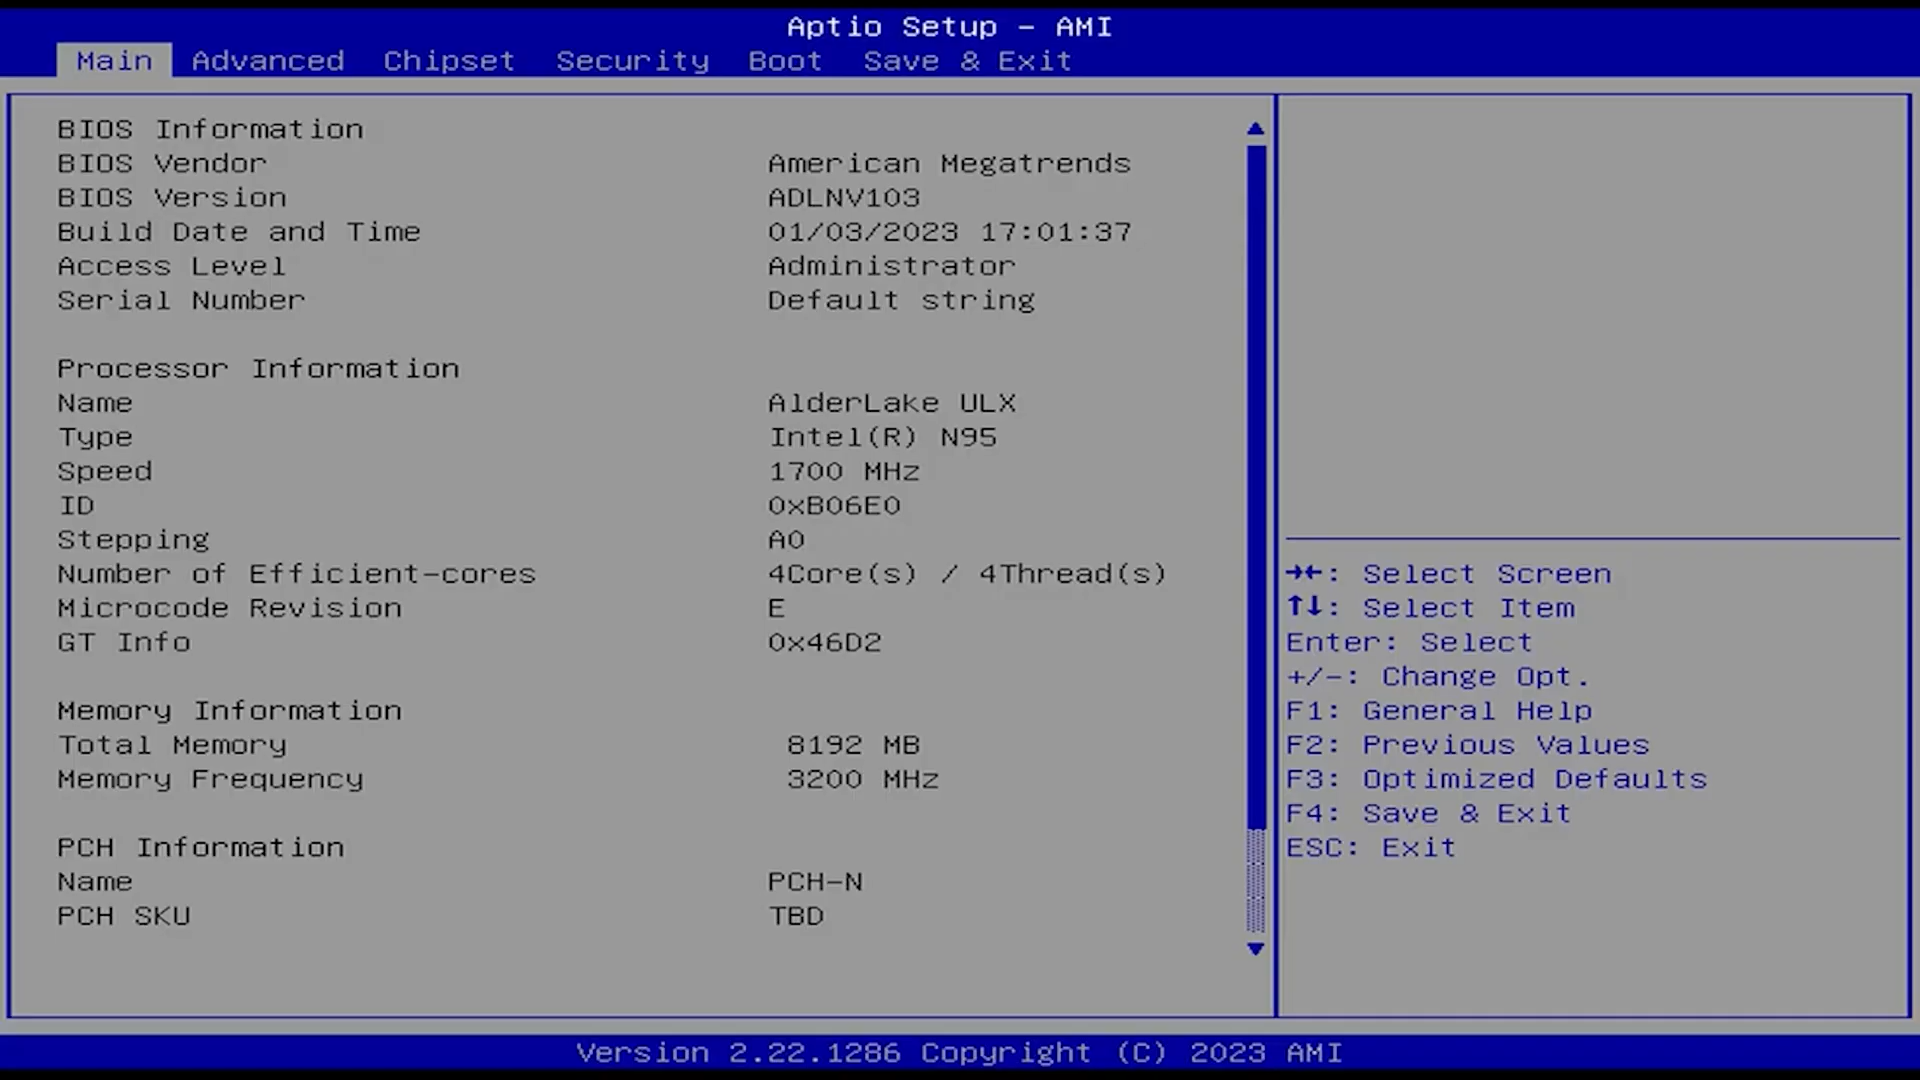 Aptio Setup – AMI
Main Advanced Chipset Security Boot Save & Exit
BIOS Information
BIOS Vendor American Megatrends
BIOS Version ADLNV103
Build Date and Time 01/03/2023 17:01:37
Access Level Administrator
Serial Number Default string
Processor Information
Name AlderLake ULX
Type Intel(R) N95
Speed 1700 MHz
ID 0xB06E0
Stepping A0
Number of Efficient-cores 4Core(s) / 4Thread(s)
Microcode Revision E
GT Info 0x46D2
Memory Information
Total Memory 8192 MB
Memory Frequency 3200 MHz
PCH Information
Name PCH-N
PCH SKU TBD
→←: Select Screen
↑↓: Select Item
Enter: Select
+/-: Change Opt.
F1: General Help
F2: Previous Values
F3: Optimized Defaults
F4: Save & Exit
ESC: Exit
Version 2.22.1286 Copyright (C) 2023 AMI